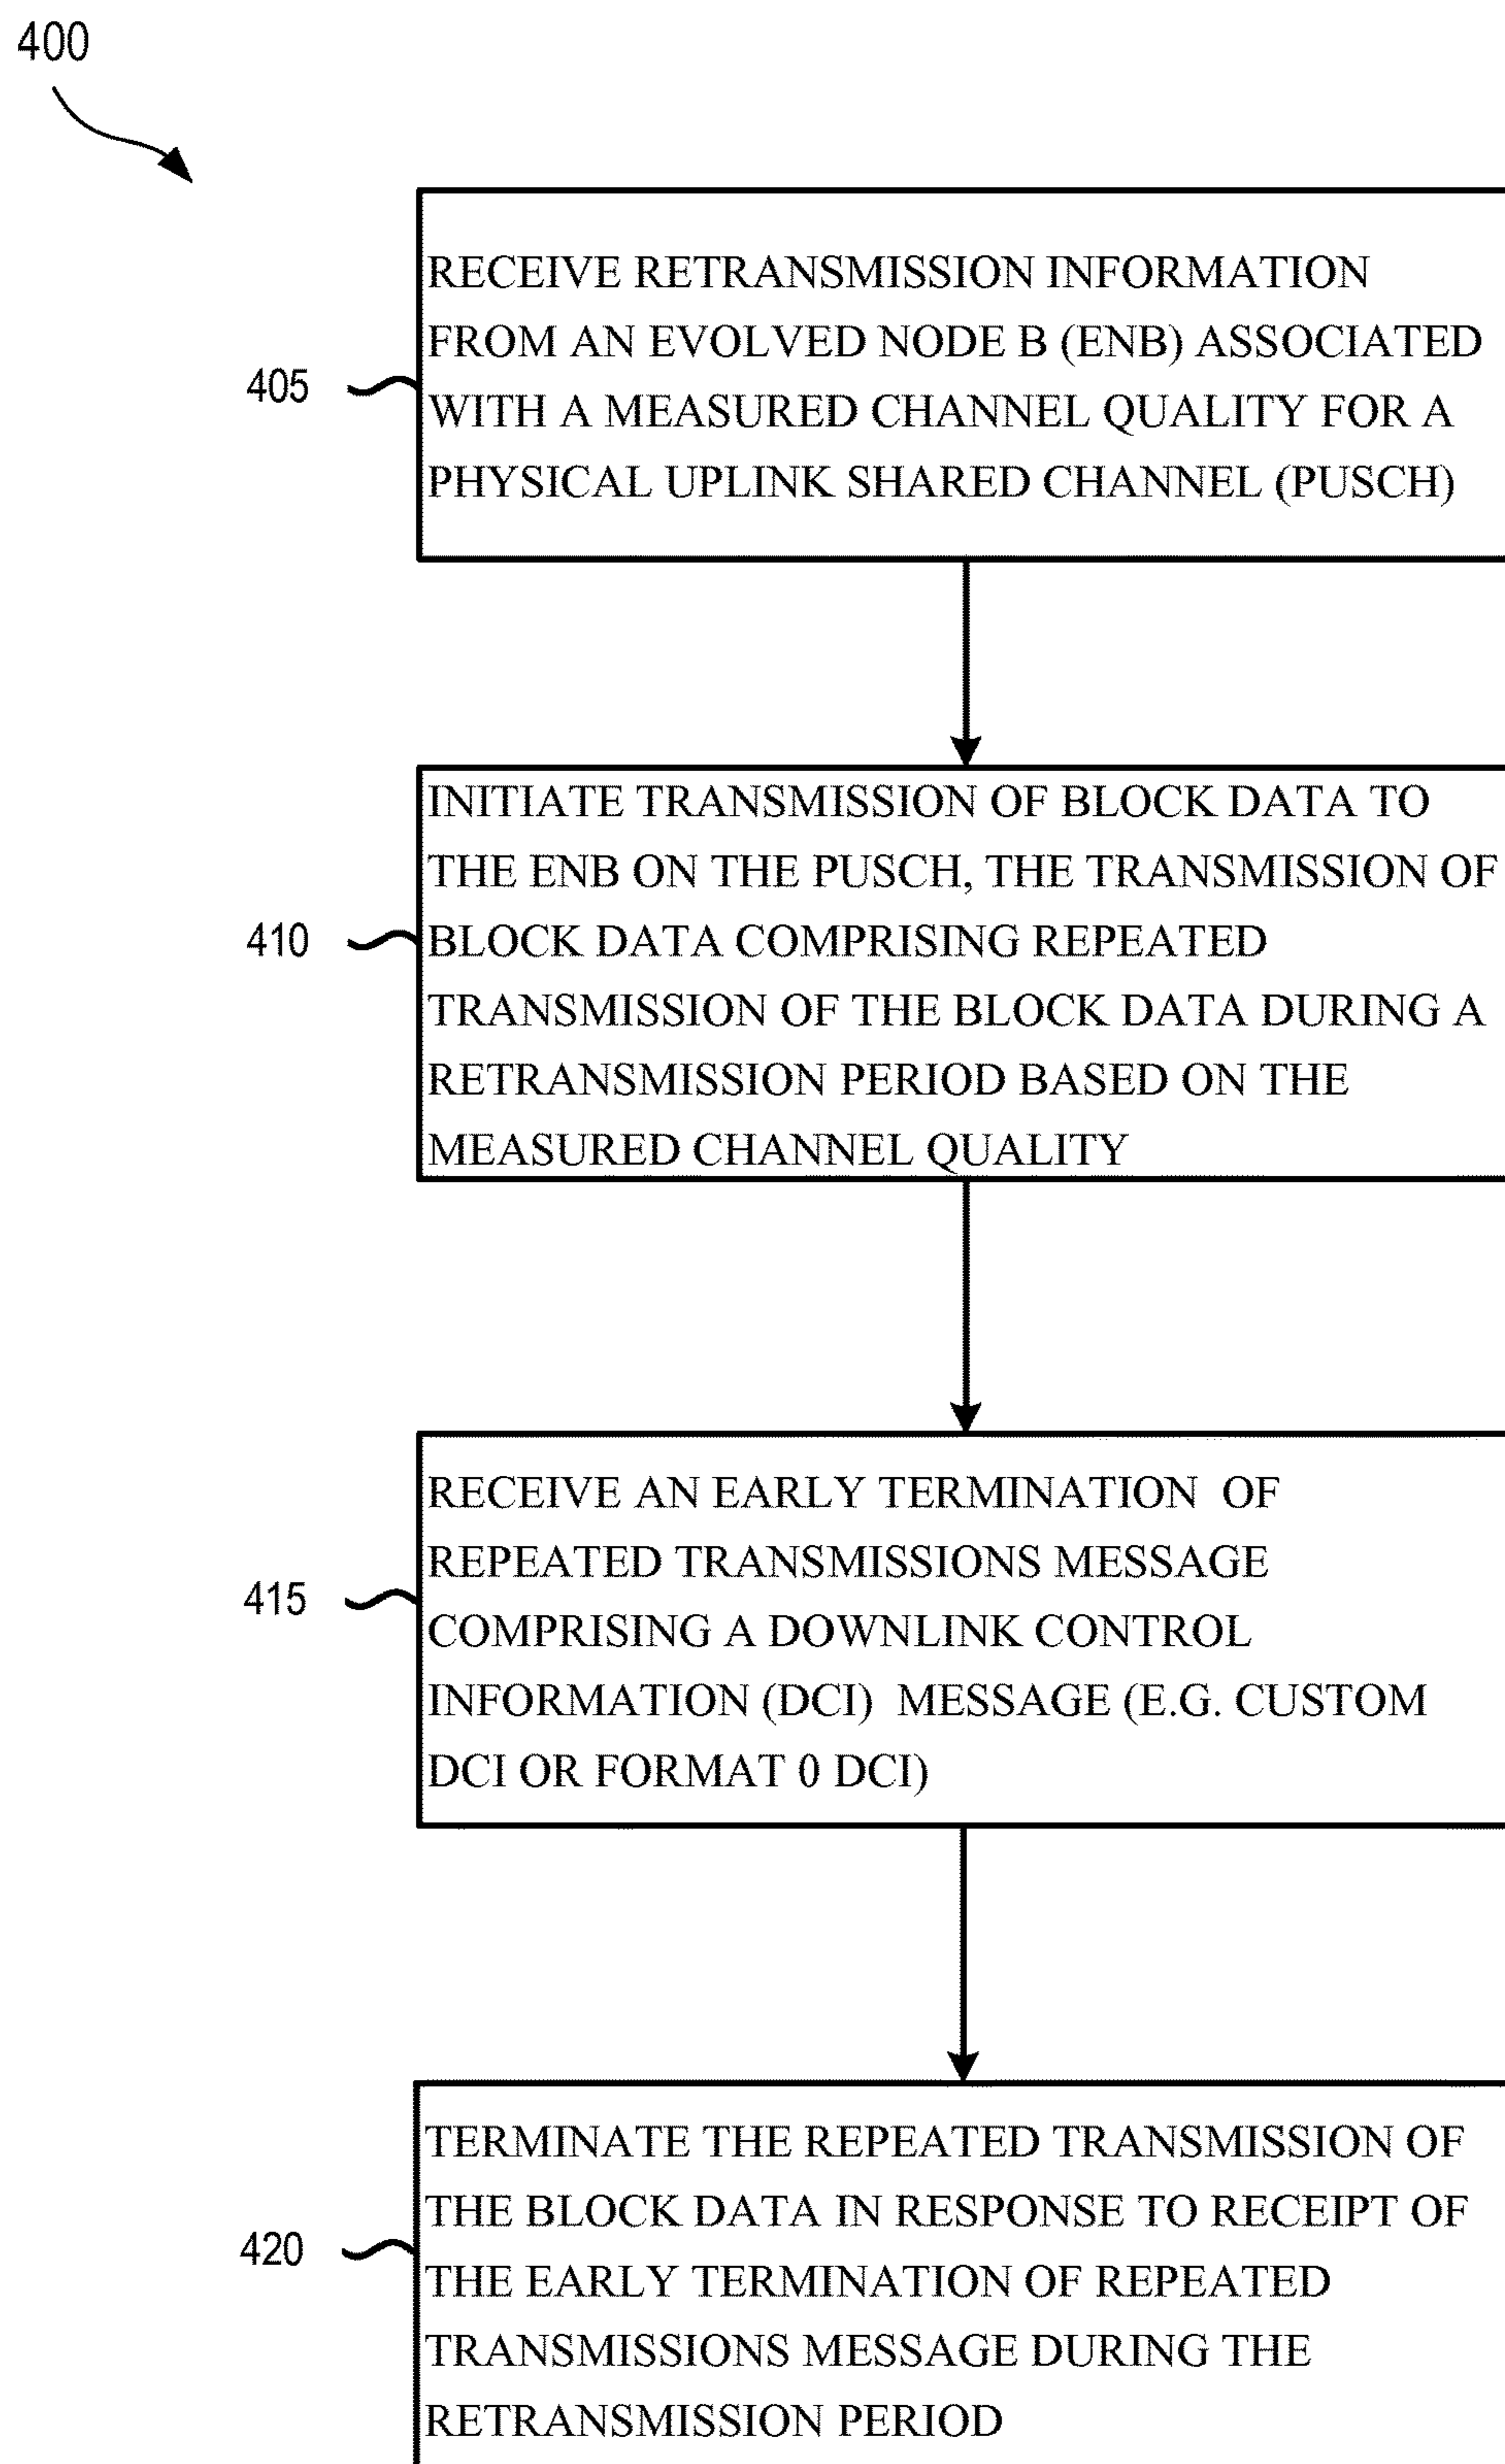 400
RECEIVE RETRANSMISSION INFORMATION
FROM AN EVOLVED NODE B (ENB) ASSOCIATED
405
WITH A MEASURED CHANNEL QUALITY FOR A
PHYSICAL UPLINK SHARED CHANNEL (PUSCH)
INITIATE TRANSMISSION OF BLOCK DATA TO
THE ENB ON THE PUSCH, THE TRANSMISSION OF
410
BLOCK DATA COMPRISING REPEATED
TRANSMISSION OF THE BLOCK DATA DURING A
RETRANSMISSION PERIOD BASED ON THE
MEASURED CHANNEL QUALITY
RECEIVE AN EARLY TERMINATION  OF
REPEATED TRANSMISSIONS MESSAGE
415
COMPRISING A DOWNLINK CONTROL
INFORMATION (DCI)  MESSAGE (E.G. CUSTOM
DCI OR FORMAT 0 DCI)
TERMINATE THE REPEATED TRANSMISSION OF
THE BLOCK DATA IN RESPONSE TO RECEIPT OF
420
THE EARLY TERMINATION OF REPEATED
TRANSMISSIONS MESSAGE DURING THE
RETRANSMISSION PERIOD